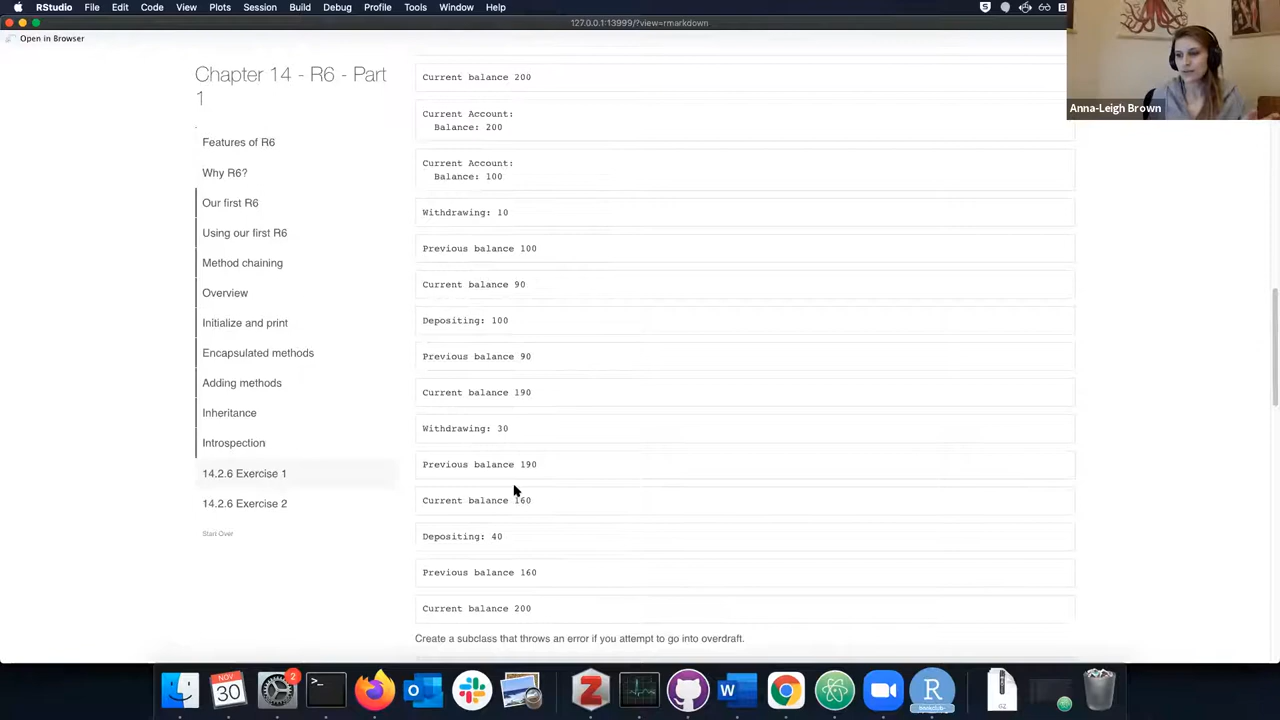 RStudio File Edit Code View Plots Session Build Debug Profile Tools Window Help
127.0.0.1:13999/?view=rmarkdown
Open in Browser
Chapter 14 - R6 - Part
1
Features of R6
Why R6?
Our first R6
Using our first R6
Method chaining
Overview
Initialize and print
Encapsulated methods
Adding methods
Inheritance
Introspection
14.2.6 Exercise 1
14.2.6 Exercise 2
Start Over
Current balance 200
Current Account:
Balance: 200
Current Account:
Balance: 100
Withdrawing: 10
Previous balance 100
Current balance 90
Depositing: 100
Previous balance 90
Current balance 190
Withdrawing: 30
Previous balance 190
Current balance 160
Depositing: 40
Previous balance 160
Current balance 200
Create a subclass that throws an error if you attempt to go into overdraft.
Anna-Leigh Brown
NOV
30
2